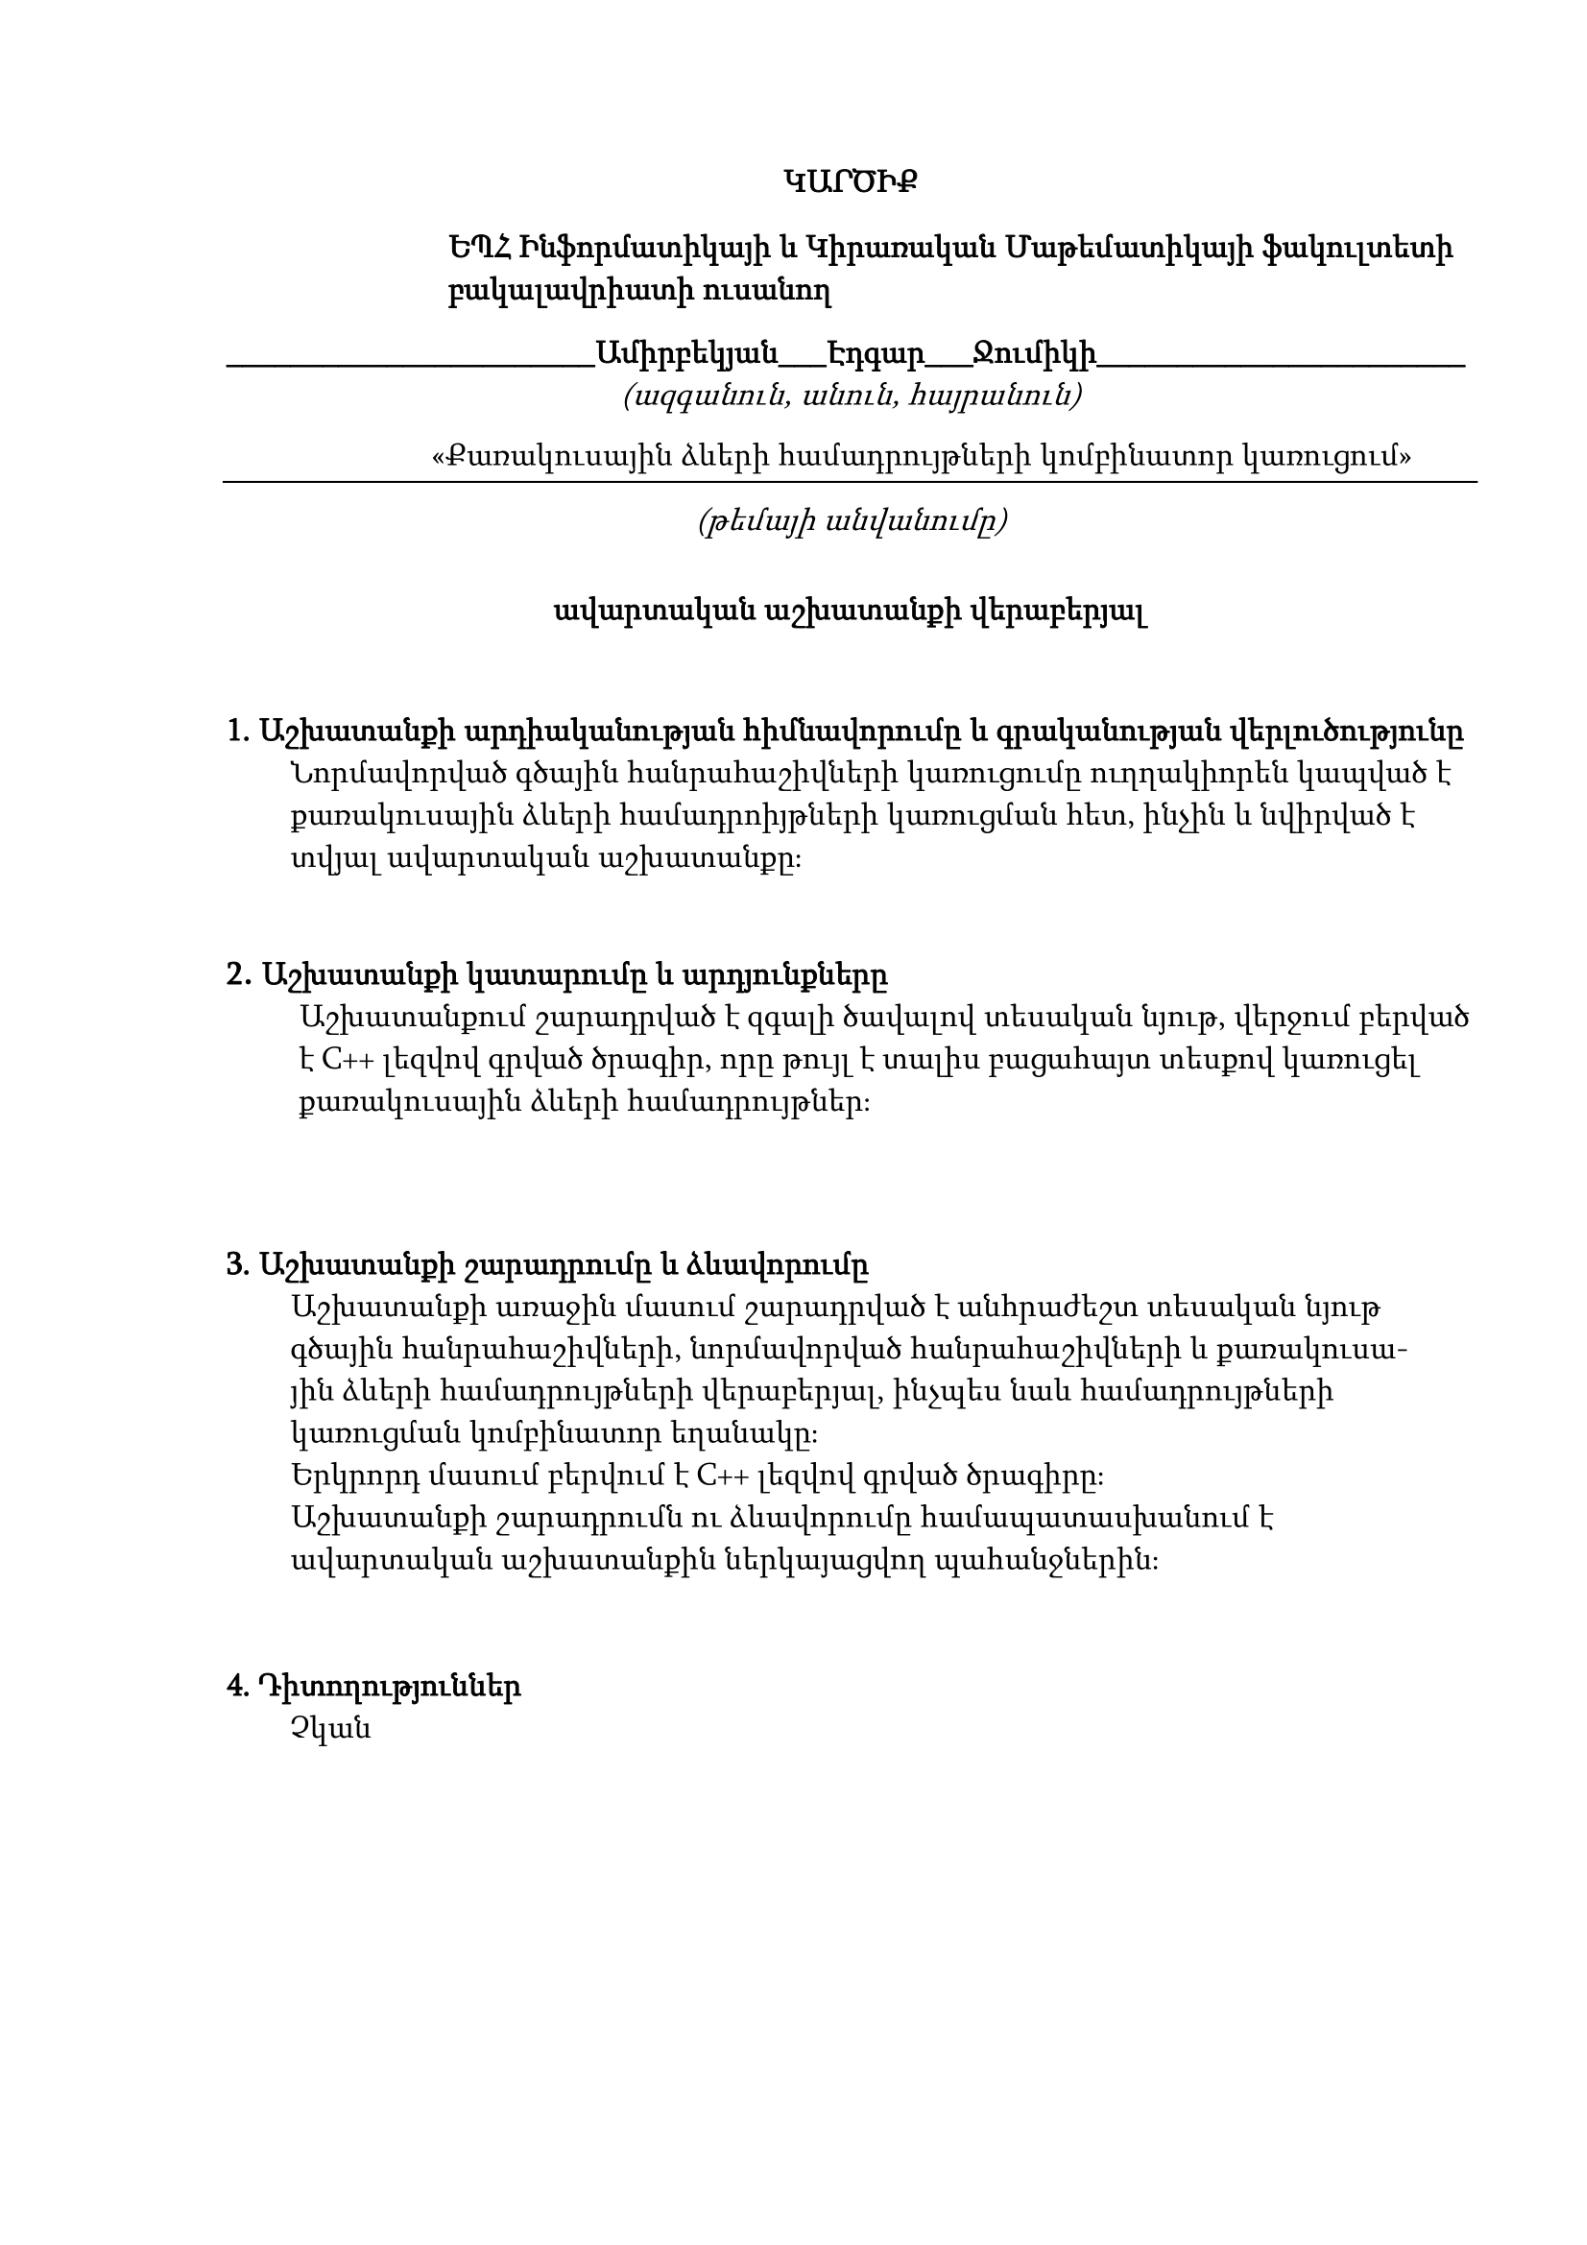 ԿԱՐԾԻՔ
ԵՊՀ Ինֆորմատիկայի և Կիրառական Մաթեմատիկայի ֆակուլտետի
բակալավրիատի ուսանող
_______________________Ամիրբեկյան___Էդգար___Ջումիկի_______________________
(ազգանուն, անուն, հայրանուն)
«Քառակուսային ձևերի համադրույթների կոմբինատոր կառուցում»
(թեմայի անվանումը)
ավարտական աշխատանքի վերաբերյալ
1. Աշխատանքի արդիականության հիմնավորումը և գրականության վերլուծությունը
Նորմավորված գծային հանրահաշիվների կառուցումը ուղղակիորեն կապված է
քառակուսային ձևերի համադրոիյթների կառուցման հետ, ինչին և նվիրված է
տվյալ ավարտական աշխատանքը:
2. Աշխատանքի կատարումը և արդյունքները
Աշխատանքում շարադրված է զգալի ծավալով տեսական նյութ, վերջում բերված
է C++ լեզվով գրված ծրագիր, որը թույլ է տալիս բացահայտ տեսքով կառուցել
քառակուսային ձևերի համադրույթներ:
3. Աշխատանքի շարադրումը և ձևավորումը
Աշխատանքի առաջին մասում շարադրված է անհրաժեշտ տեսական նյութ
գծային հանրահաշիվների, նորմավորված հանրահաշիվների և քառակուսա-
յին ձևերի համադրույթների վերաբերյալ, ինչպես նաև համադրույթների
կառուցման կոմբինատոր եղանակը:
Երկրորդ մասում բերվում է C++ լեզվով գրված ծրագիրը:
Աշխատանքի շարադրումն ու ձևավորումը համապատասխանում է
ավարտական աշխատանքին ներկայացվող պահանջներին:
4. Դիտողություններ
Չկան